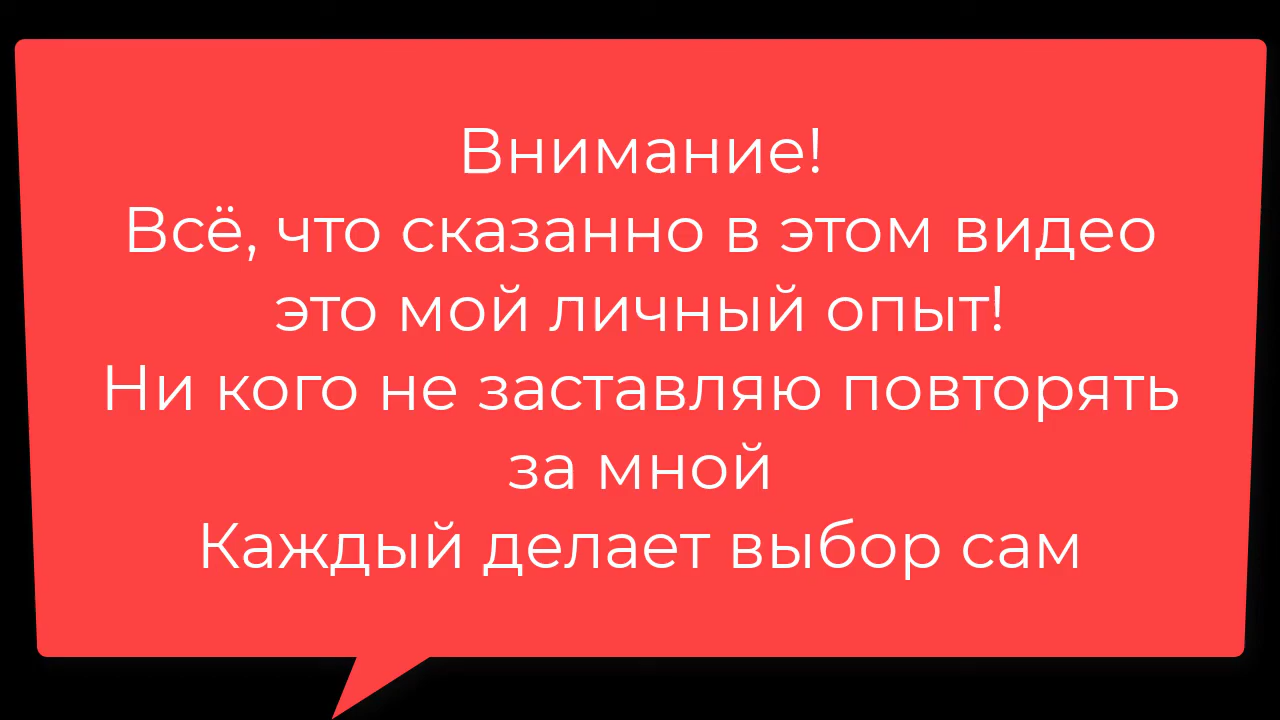 Внимание!
Всё, что сказанно в этом видео
это мой личный опыт!
Ни кого не заставляю повторять
за мной
Каждый делает выбор сам